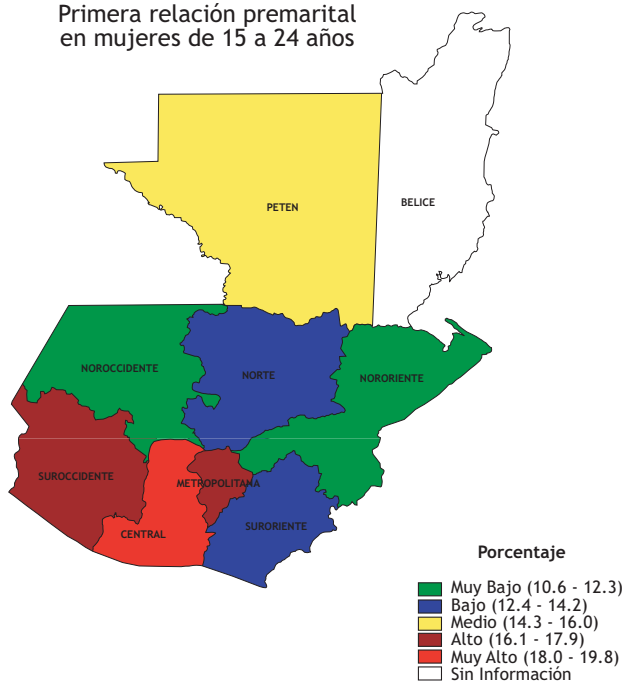 Primera relación premarital
en mujeres de 15 a 24 años
PETEN
BELICE
NOROCCIDENTE
NORTE
NORORIENTE
SUROCCIDENTE
METROPOLITANA
CENTRAL
SURORIENTE
Porcentaje
Muy Bajo (10.6 - 12.3)
Bajo (12.4 - 14.2)
Medio (14.3 - 16.0)
Alto (16.1 - 17.9)
Muy Alto (18.0 - 19.8)
Sin Información